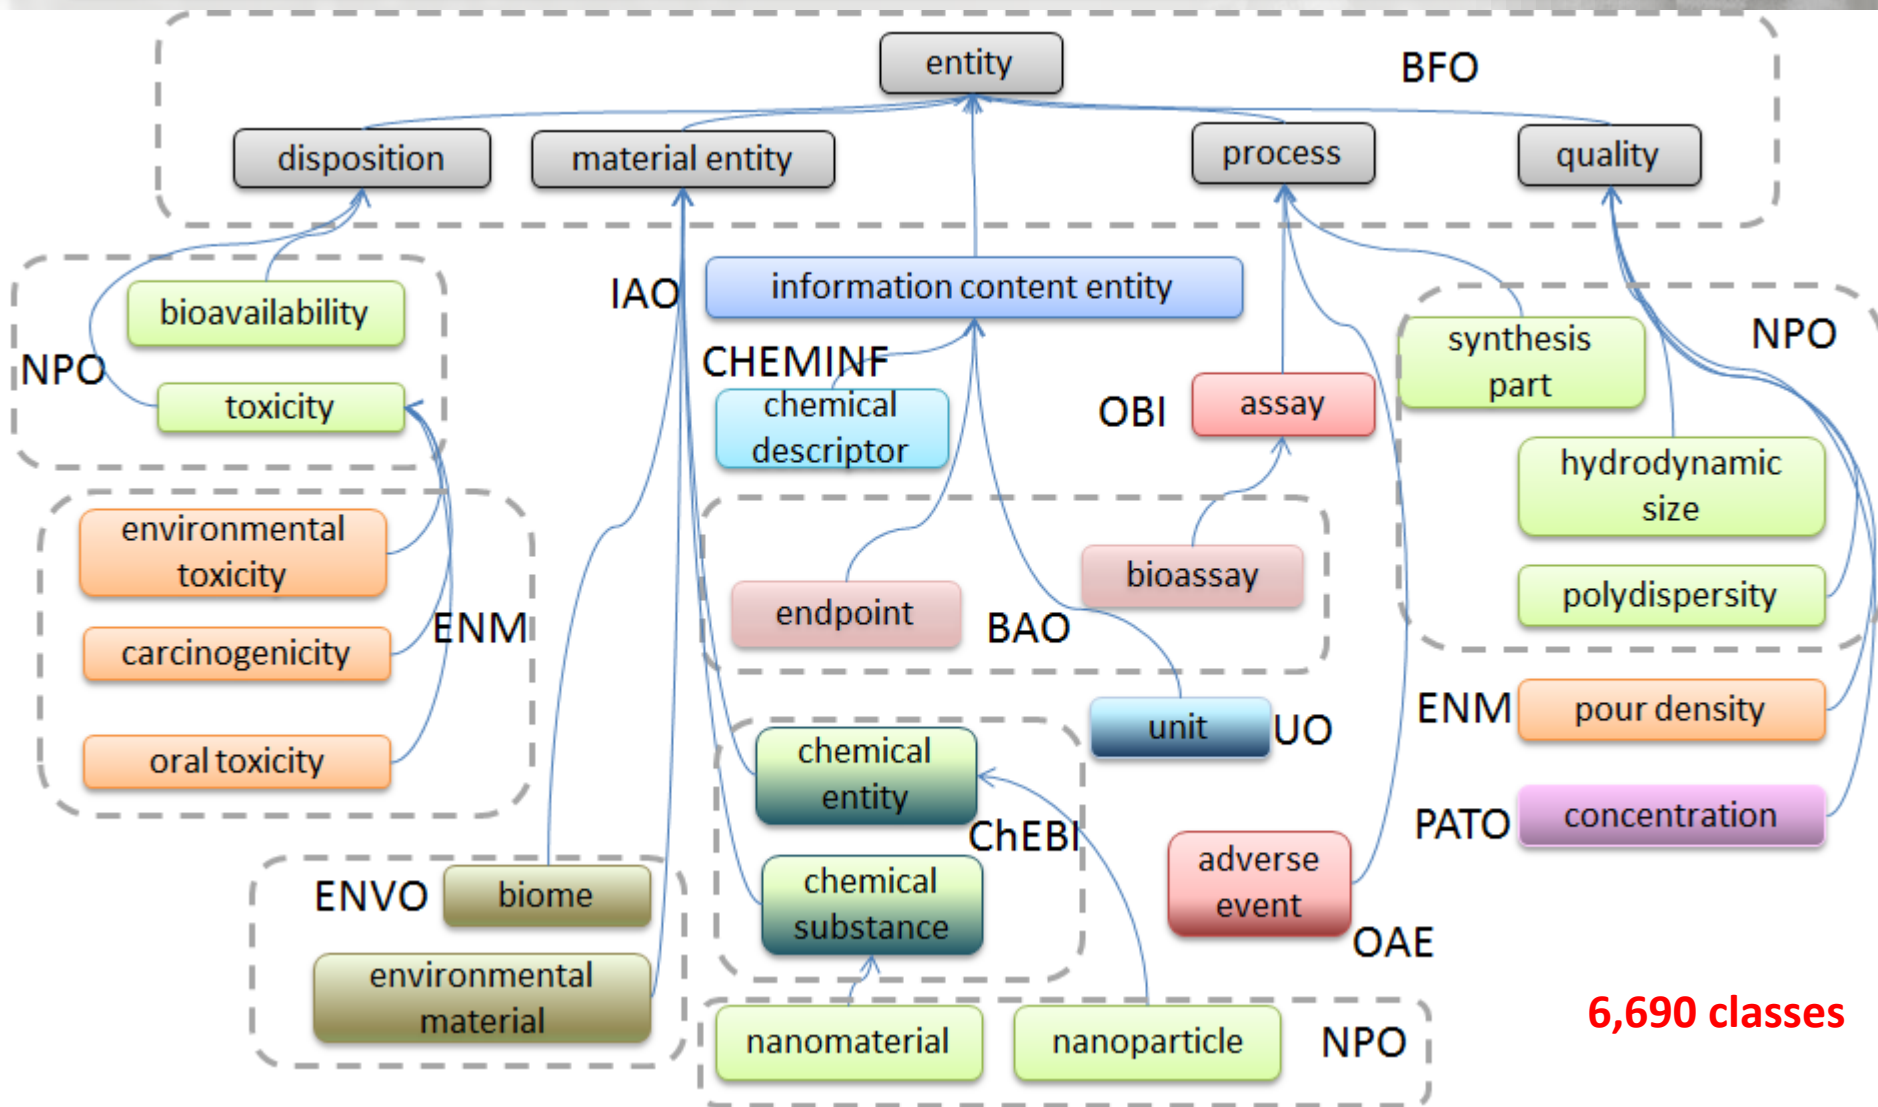 entity
BFO
disposition
material entity
process
quality
information content entity
IAO
bioavailability
NPO
toxicity
synthesis
part
NPO
CHEMINF
chemical
descriptor
OBI
assay
hydrodynamic
size
environmental
toxicity
bioassay
polydispersity
endpoint
BAO
carcinogenicity
ENM
ENM
pour density
unit
UO
oral toxicity
chemical
entity
ChEBI
PATO
concentration
ENVO
biome
chemical
substance
adverse
event
OAE
environmental
material
nanomaterial
nanoparticle
NPO
6,690 classes